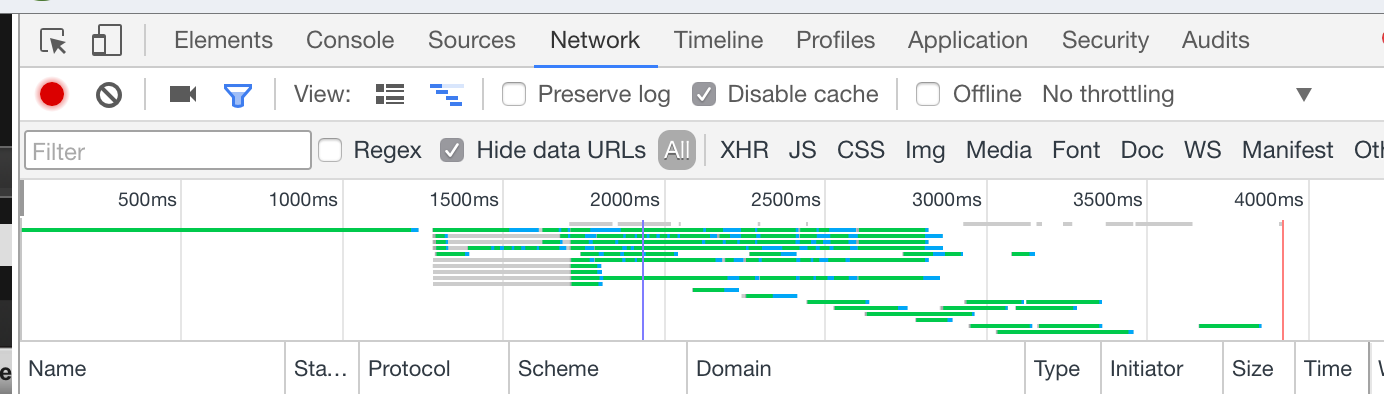 Elements Console Sources Network Timeline Profiles Application Security Audits
View: Preserve log Disable cache Offline No throttling
Filter Regex Hide data URLs All XHR JS CSS Img Media Font Doc WS Manifest
500ms 1000ms 1500ms 2000ms 2500ms 3000ms 3500ms 4000ms
Name Sta... Protocol Scheme Domain Type Initiator Size Time